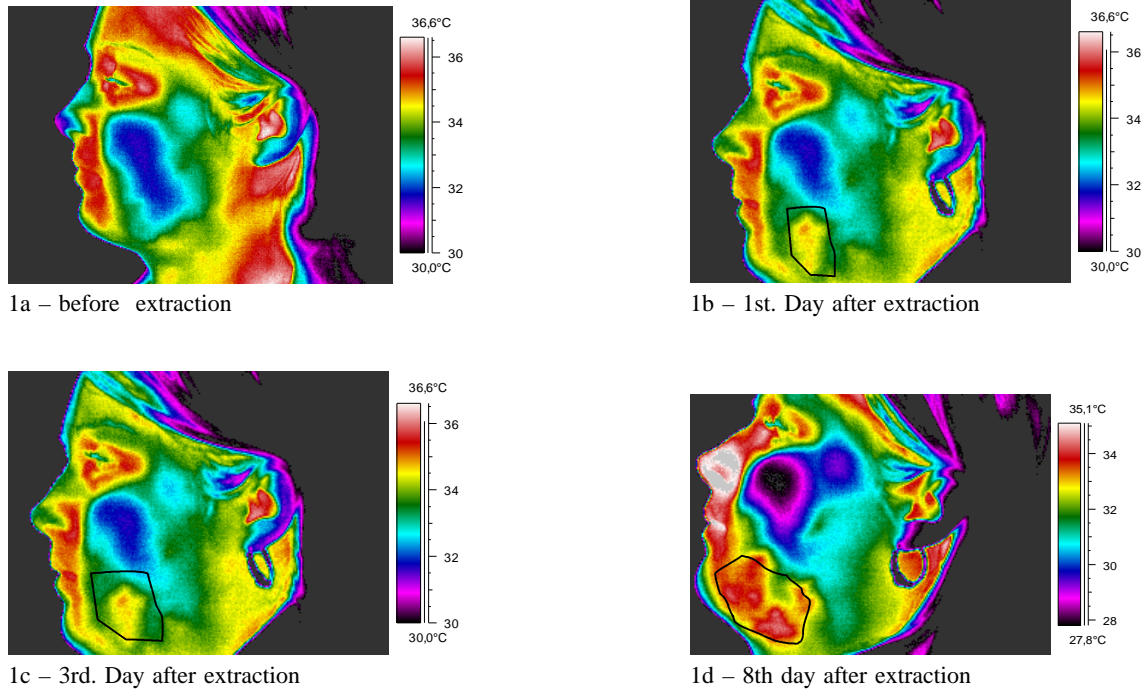 36,6°C
36
34
32
30
30,0°C
1a – before extraction
36,6°C
36
34
32
30
30,0°C
1b – 1st. Day after extraction
36,6°C
36
34
32
30
30,0°C
1c – 3rd. Day after extraction
35,1°C
34
32
30
28
27,8°C
1d – 8th day after extraction